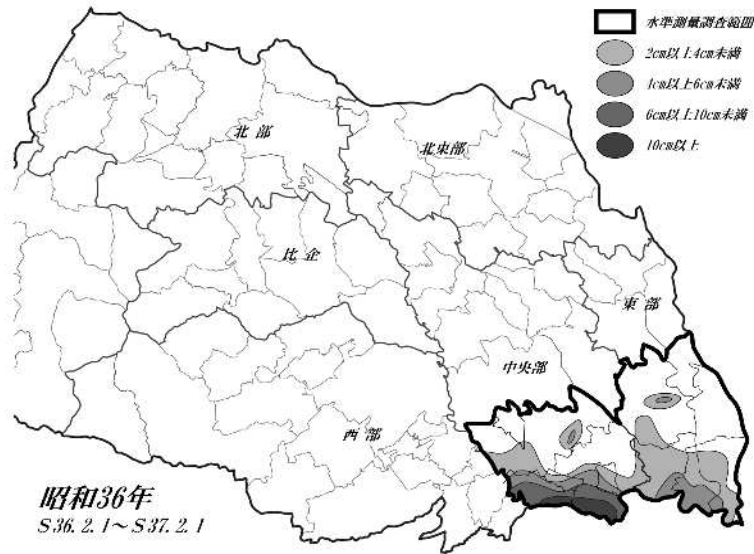 水準測量調査範囲
2cm以上4cm未満
4cm以上6cm未満
6cm以上10cm未満
10cm以上
北部
北東部
比企
東部
中央部
西部
昭和36年
S36.2.1～S37.2.1